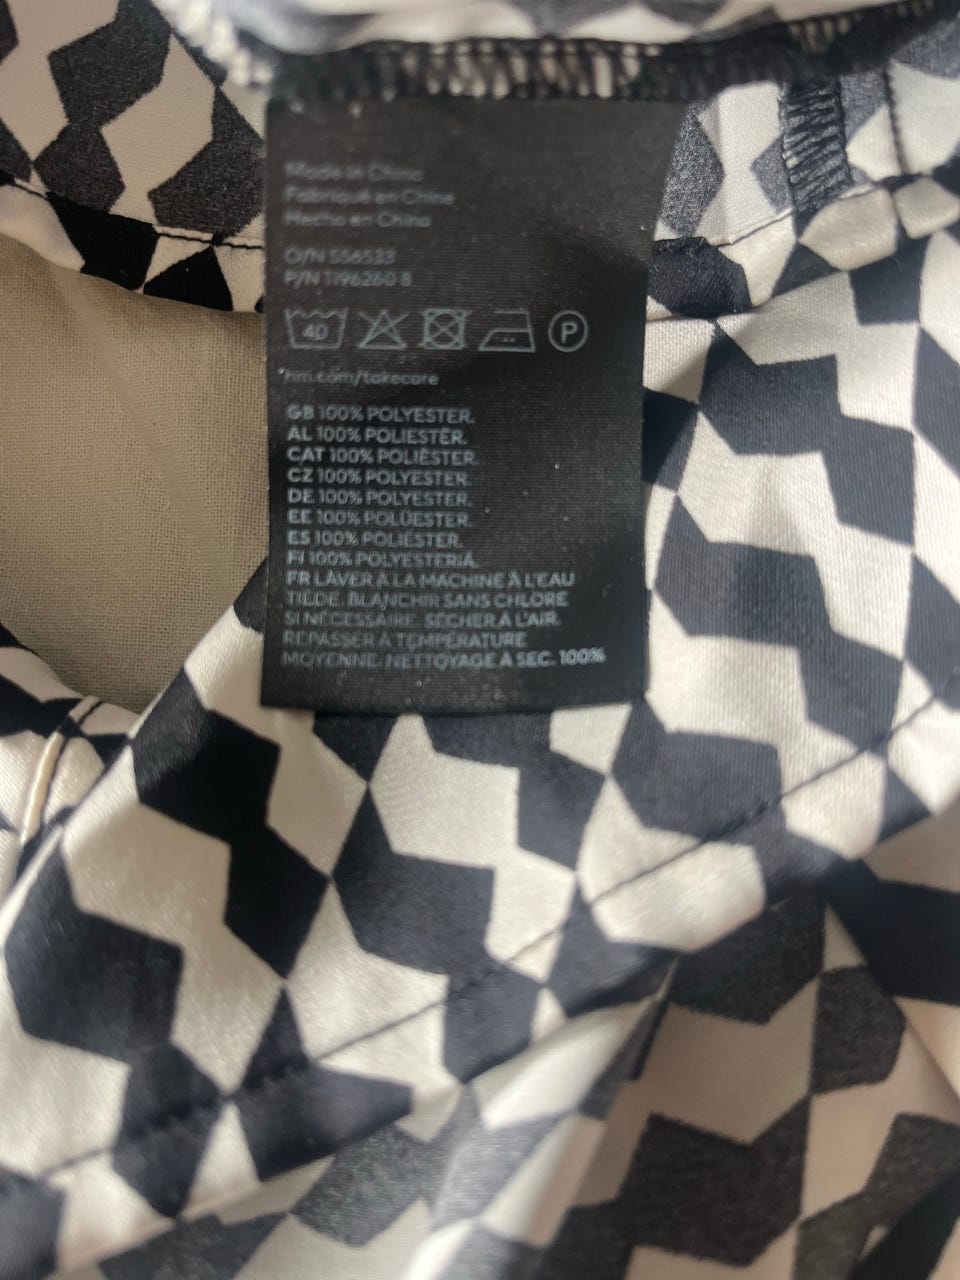 Made in China
Fabriqué en Chine
Hecho en China
O/N 556533
P/N 1196260 8
40
P
hm.com/takecare
GB 100% POLYESTER.
AL 100% POLIESTËR.
CAT 100% POLIÈSTER.
CZ 100% POLYESTER.
DE 100% POLYESTER.
EE 100% POLÜESTER.
ES 100% POLIÉSTER.
FI 100% POLYESTERIÄ.
FR LAVER À LA MACHINE À L'EAU
TIÈDE. BLANCHIR SANS CHLORE
SI NÉCESSAIRE. SÉCHER À L'AIR.
REPASSER À TEMPÉRATURE
MOYENNE. NETTOYAGE À SEC. 100%